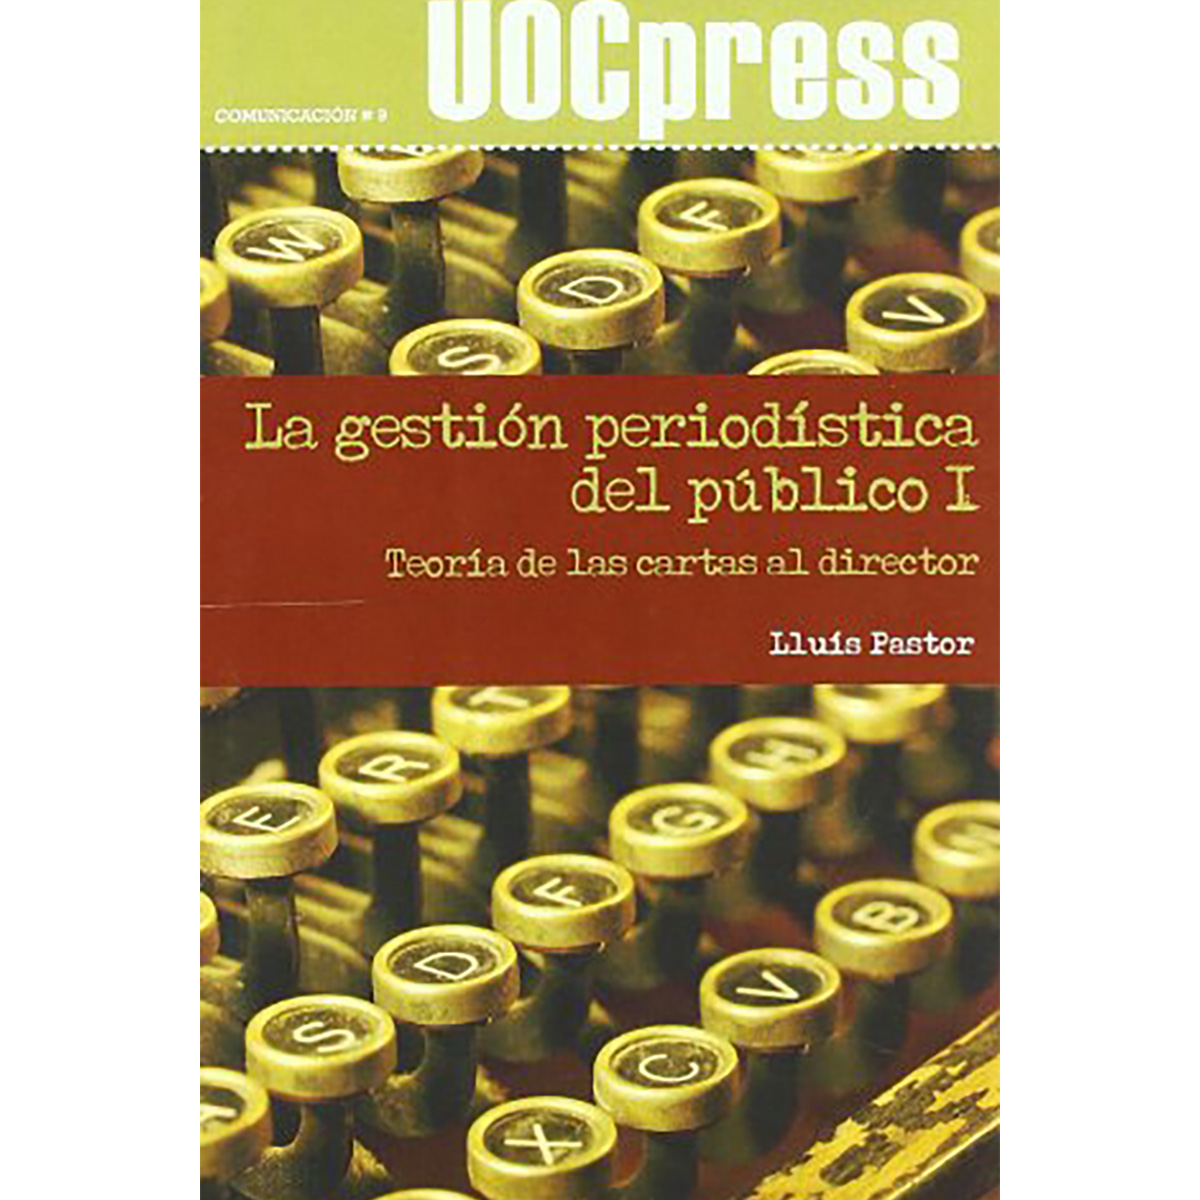 UOCpress
COMUNICACIÓN # 9
W
F
D
V
S
La gestión periodística
del público I
Teoría de las cartas al director
Lluís Pastor
T
R
H
E
G
F
B
D
V
S
C
X